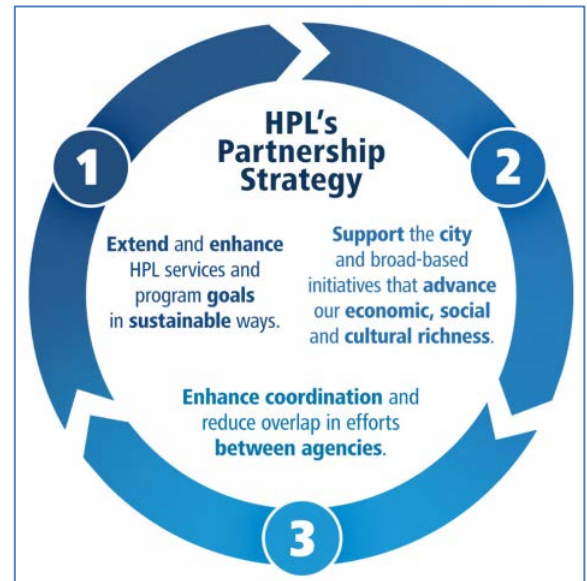 HPL's
Partnership
Strategy
1
Extend and enhance
HPL services and
program goals
in sustainable ways.
2
Support the city
and broad-based
initiatives that advance
our economic, social
and cultural richness.
Enhance coordination and
reduce overlap in efforts
between agencies.
3